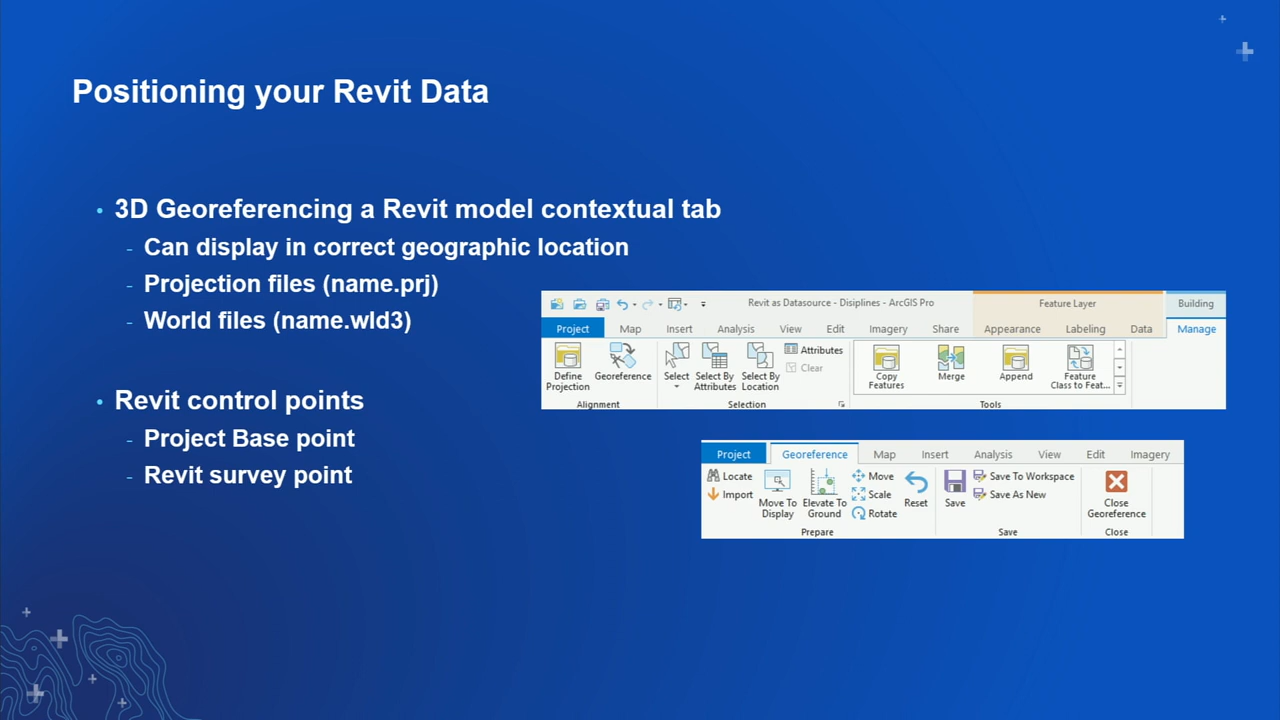 Positioning your Revit Data
• 3D Georeferencing a Revit model contextual tab
- Can display in correct geographic location
- Projection files (name.prj)
- World files (name.wld3)
• Revit control points
- Project Base point
- Revit survey point
Revit as Datasource - Disiplines - ArcGIS Pro
Feature Layer
Building
Project Map Insert Analysis View Edit Imagery Share Appearance Labeling Data Manage
Define
Projection
Georeference
Alignment
Select
Select By
Attributes
Select By
Location
Attributes
Clear
Selection
Copy
Features
Merge
Append
Feature
Class to Feat...
Tools
Project Georeference Map Insert Analysis View Edit Imagery
Locate
Import
Move To
Display
Elevate To
Ground
Move
Scale
Rotate
Reset
Prepare
Save
Save To Workspace
Save As New
Save
Close
Georeference
Close